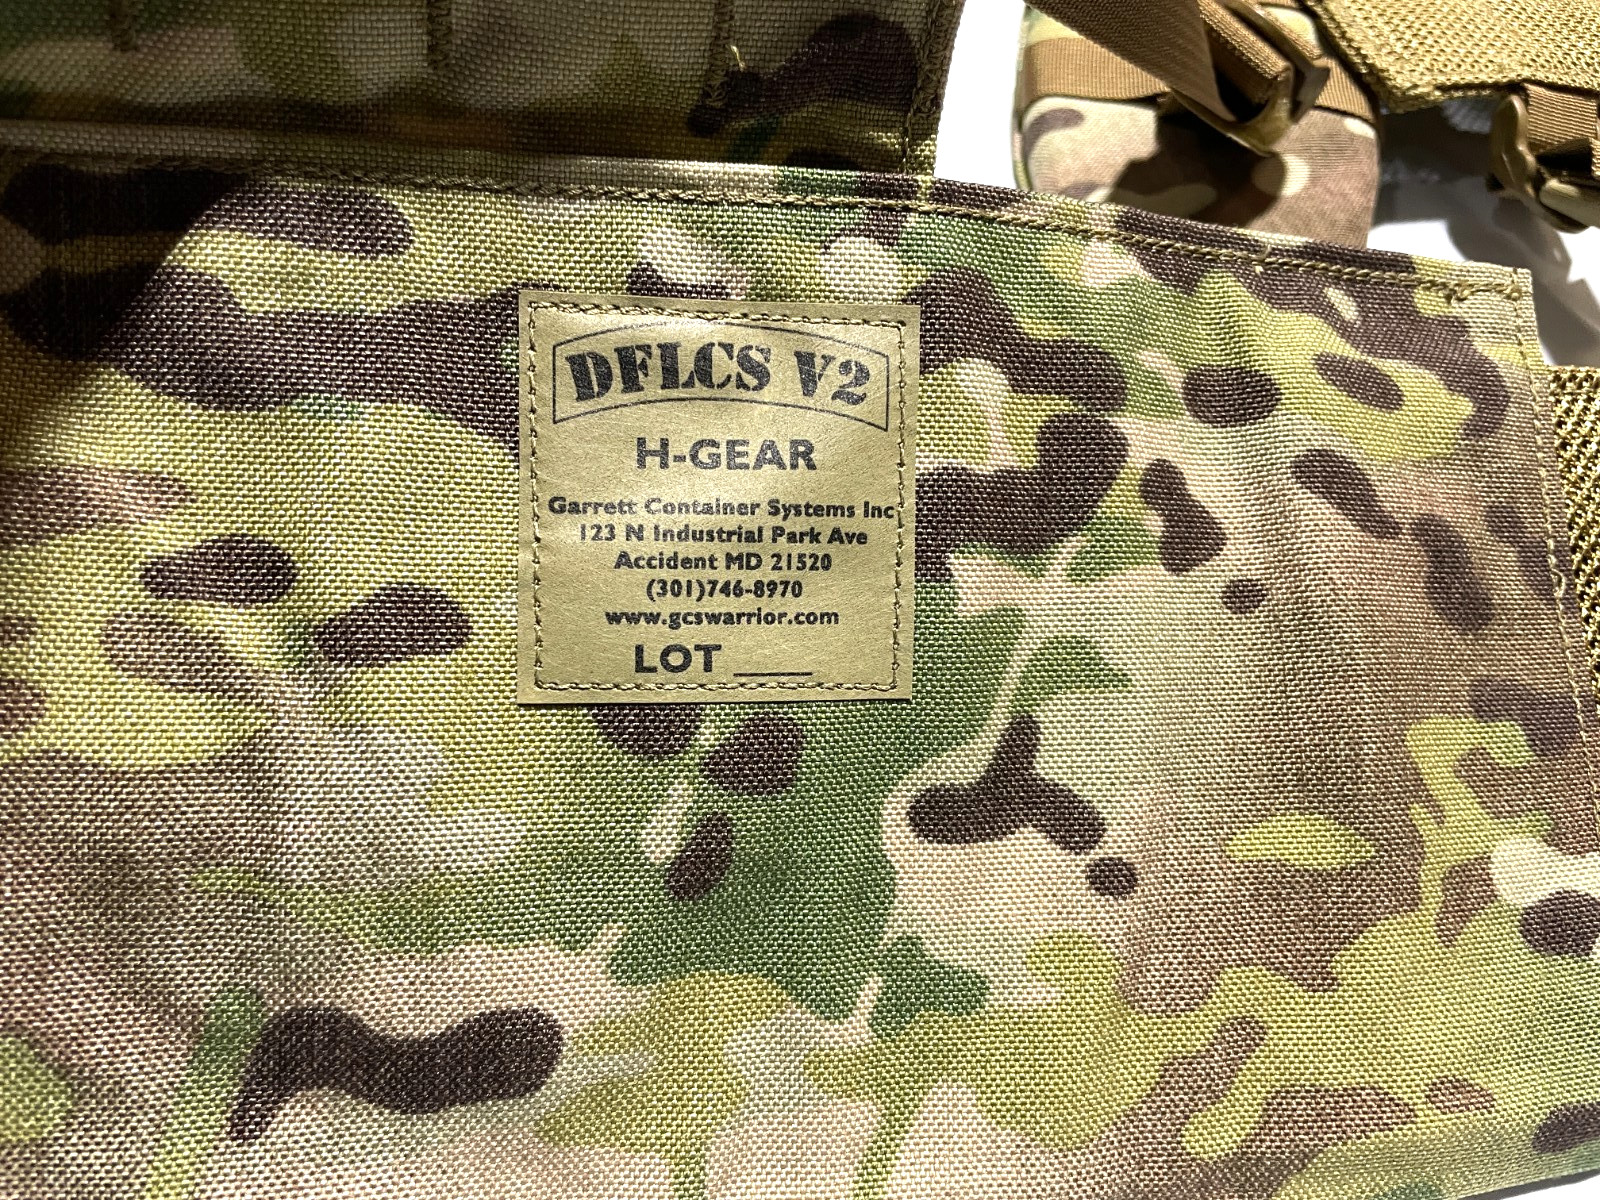 DFLCS V2
H-GEAR
Garrett Container Systems Inc
123 N Industrial Park Ave
Accident MD 21520
(301)746-8970
www.gcswarrior.com
LOT ____